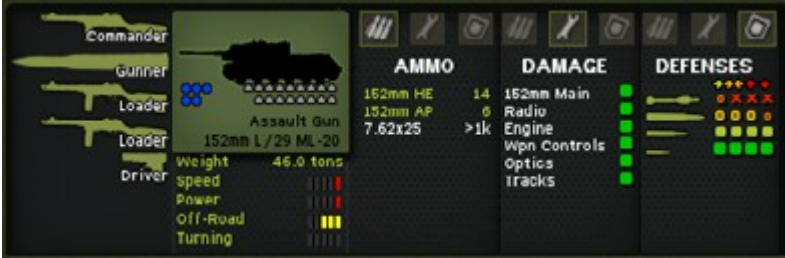 Commander
Gunner
Loader
Loader
Driver
Assault Gun
152mm L/29 ML-20
Weight 46.0 tons
Speed
Power
Off-Road
Turning
AMMO
152mm HE 14
152mm AP 6
7.62x25 >1k
DAMAGE
152mm Main
Radio
Engine
Wpn Controls
Optics
Tracks
DEFENSES